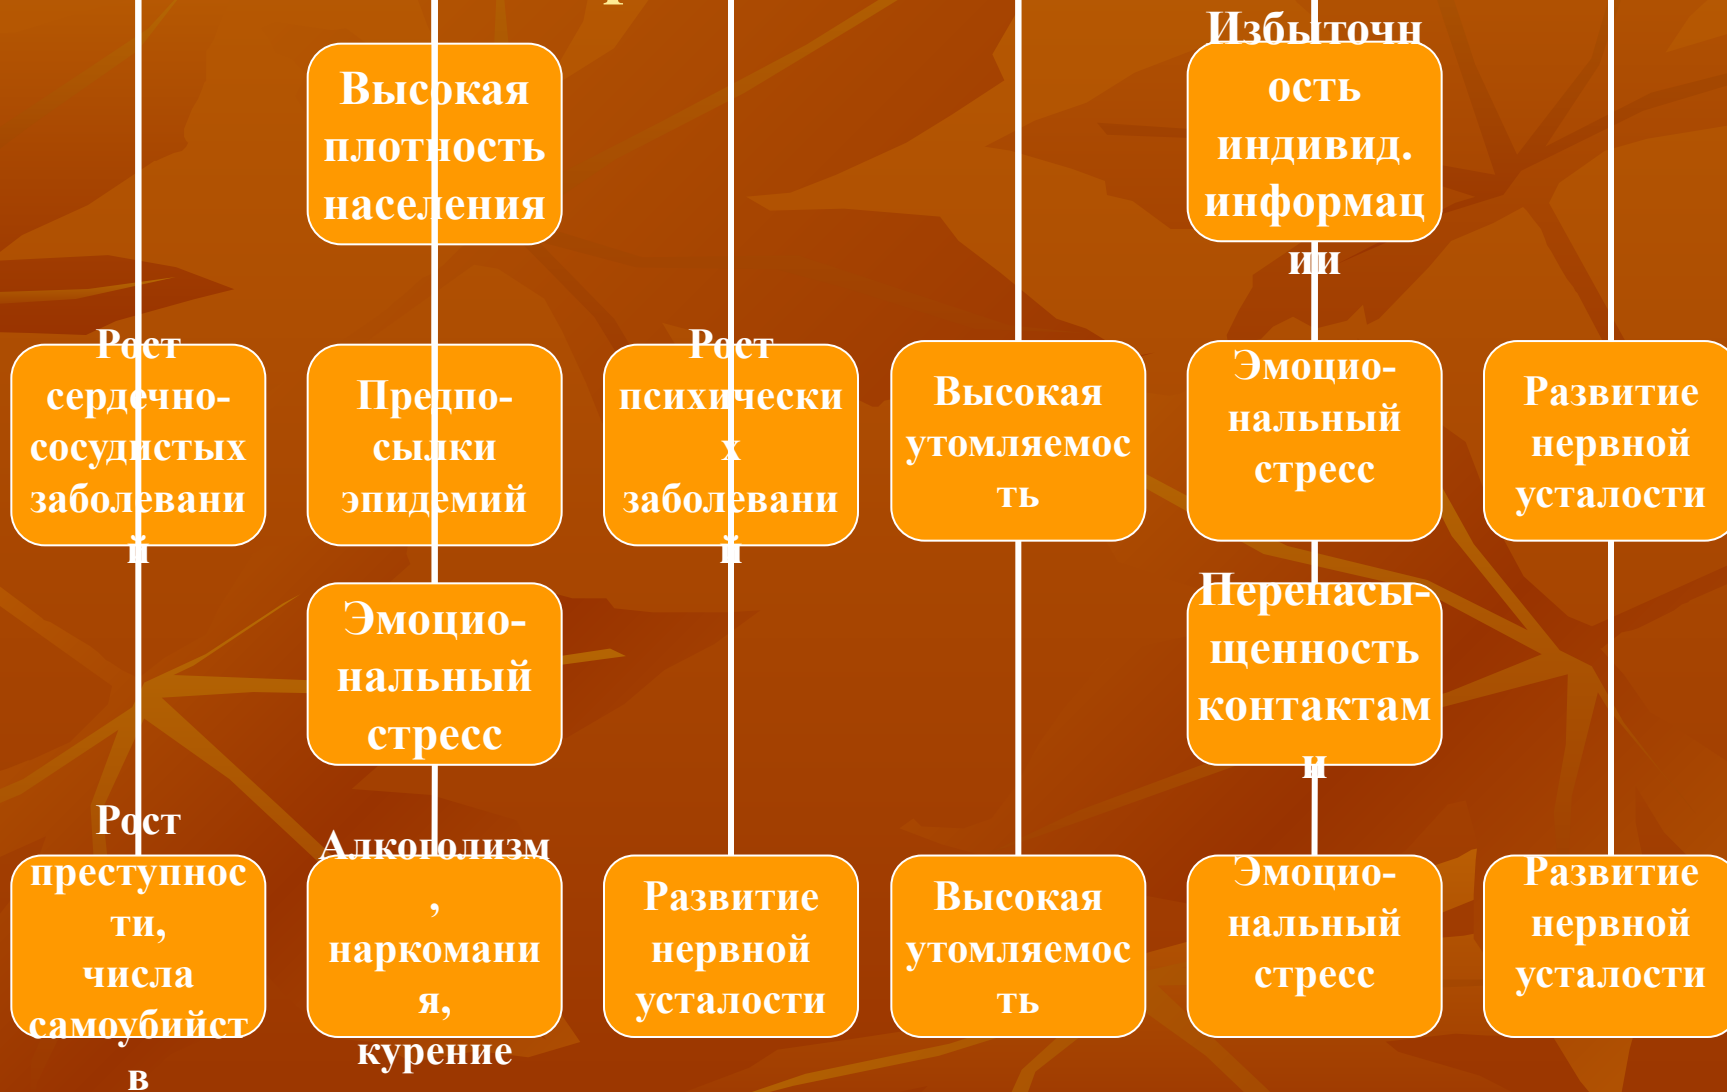 Высокая
плотность
населения
Избыточн
ость
индивид.
информац
ии
Рост
сердечно-
сосудистых
заболевани
й
Предпо-
сылки
эпидемий
Рост
психически
х
заболевани
й
Высокая
утомляемос
ть
Эмоцио-
нальный
стресс
Развитие
нервной
усталости
Эмоцио-
нальный
стресс
Перенасы-
щенность
контактам
и
Рост
преступнос
ти,
числа
самоубийст
в
Алкоголизм
,
наркомани
я,
курение
Развитие
нервной
усталости
Высокая
утомляемос
ть
Эмоцио-
нальный
стресс
Развитие
нервной
усталости